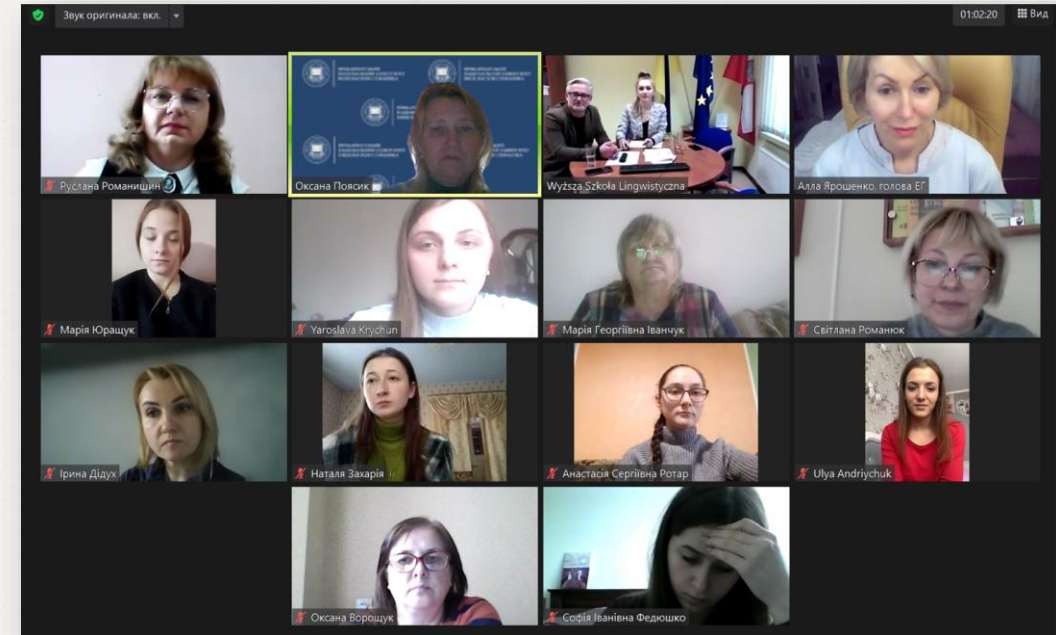 Звук оригинала: вкл.
01:02:20
Вид
Руслана Романишин
Оксана Поясик
Wyższa Szkoła Lingwistyczna
Алла Ярошенко, голова ЕГ
Марія Юращук
Yaroslava Krychun
Марія Георгіївна Іванчук
Світлана Романюк
Ірина Дідух
Наталя Захарія
Анастасія Сергіївна Ротар
Ulya Andriychuk
Оксана Ворощук
Софія Іванівна Федюшко